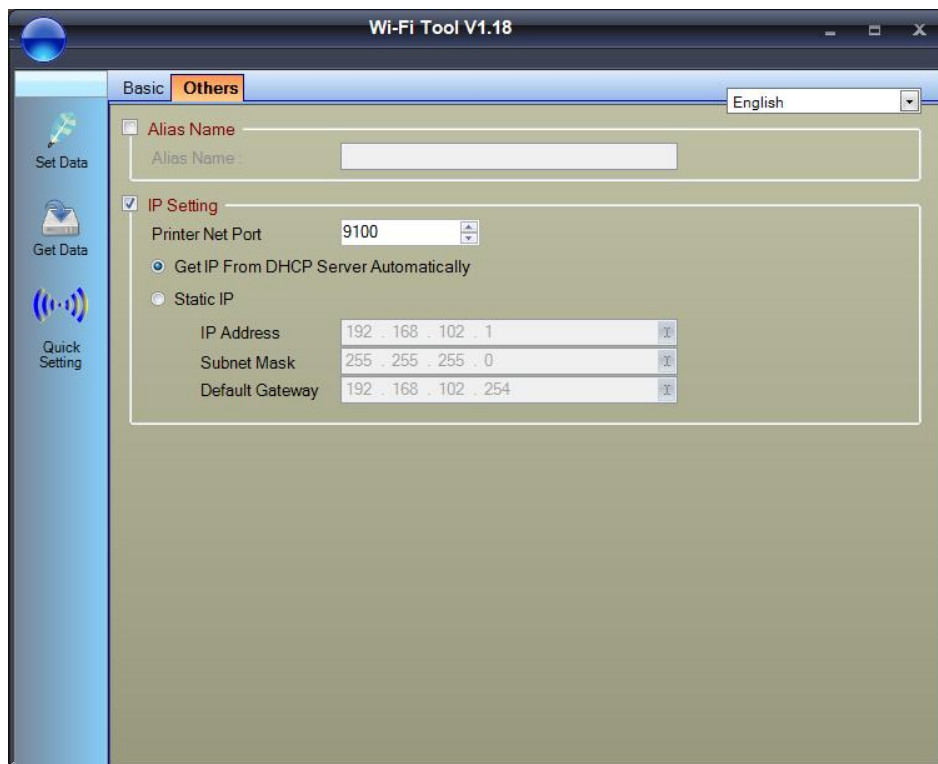 Wi-Fi Tool V1.18
Basic Others
English
Set Data
Get Data
Quick
Setting
Alias Name
Alias Name :
IP Setting
Printer Net Port 9100
Get IP From DHCP Server Automatically
Static IP
IP Address 192 . 168 . 102 . 1
Subnet Mask 255 . 255 . 255 . 0
Default Gateway 192 . 168 . 102 . 254